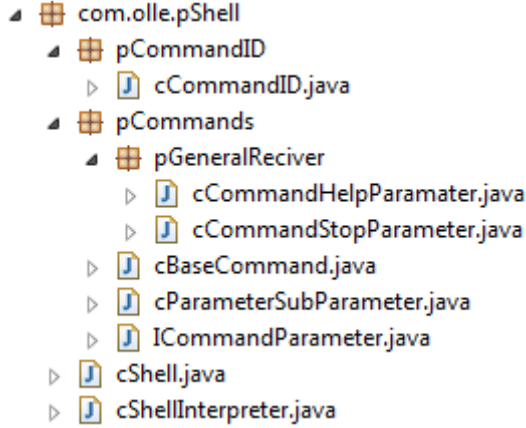 com.olle.pShell
pCommandID
cCommandID.java
pCommands
pGeneralReciver
cCommandHelpParamater.java
cCommandStopParameter.java
cBaseCommand.java
cParameterSubParameter.java
ICommandParameter.java
cShell.java
cShellInterpreter.java